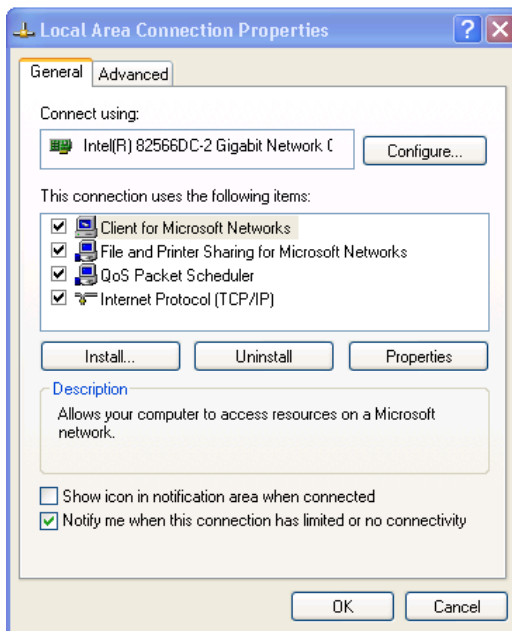 Local Area Connection Properties
General Advanced
Connect using:
Intel(R) 82566DC-2 Gigabit Network C
Configure...
This connection uses the following items:
Client for Microsoft Networks
File and Printer Sharing for Microsoft Networks
QoS Packet Scheduler
Internet Protocol (TCP/IP)
Install... Uninstall Properties
Description
Allows your computer to access resources on a Microsoft
network.
Show icon in notification area when connected
Notify me when this connection has limited or no connectivity
OK Cancel